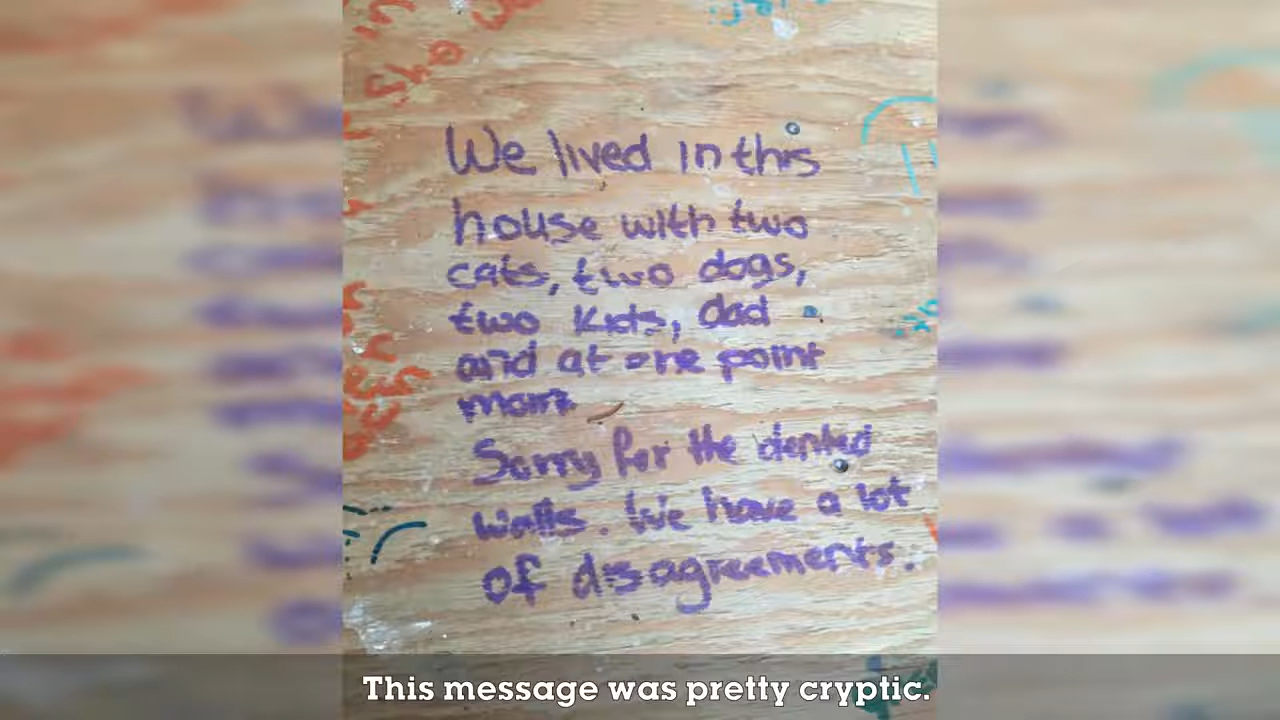 We lived in this
house with two
cats, two dogs,
two kids, dad
and at one point
mom
Sorry for the dented
walls. We have a lot
of disagreements.
This message was pretty cryptic.